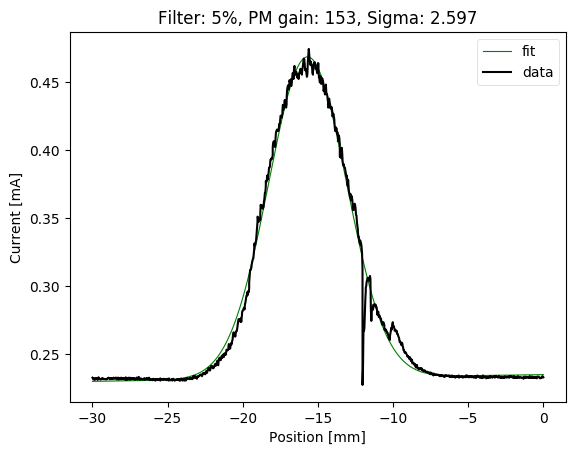 Filter: 5%, PM gain: 153, Sigma: 2.597
fit
data
Current [mA]
0.45
0.40
0.35
0.30
0.25
−30
−25
−20
−15
−10
−5
0
Position [mm]